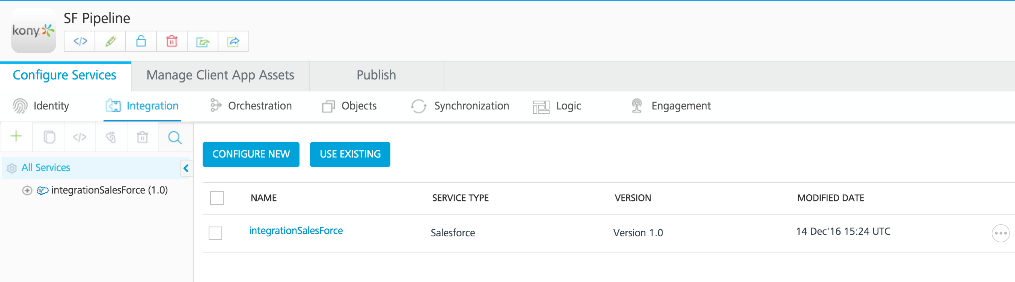 SF Pipeline
kony
Configure Services Manage Client App Assets Publish
Identity Integration Orchestration Objects Synchronization Logic Engagement
All Services
integrationSalesForce (1.0)
CONFIGURE NEW USE EXISTING
NAME SERVICE TYPE VERSION MODIFIED DATE
integrationSalesForce Salesforce Version 1.0 14 Dec'16 15:24 UTC